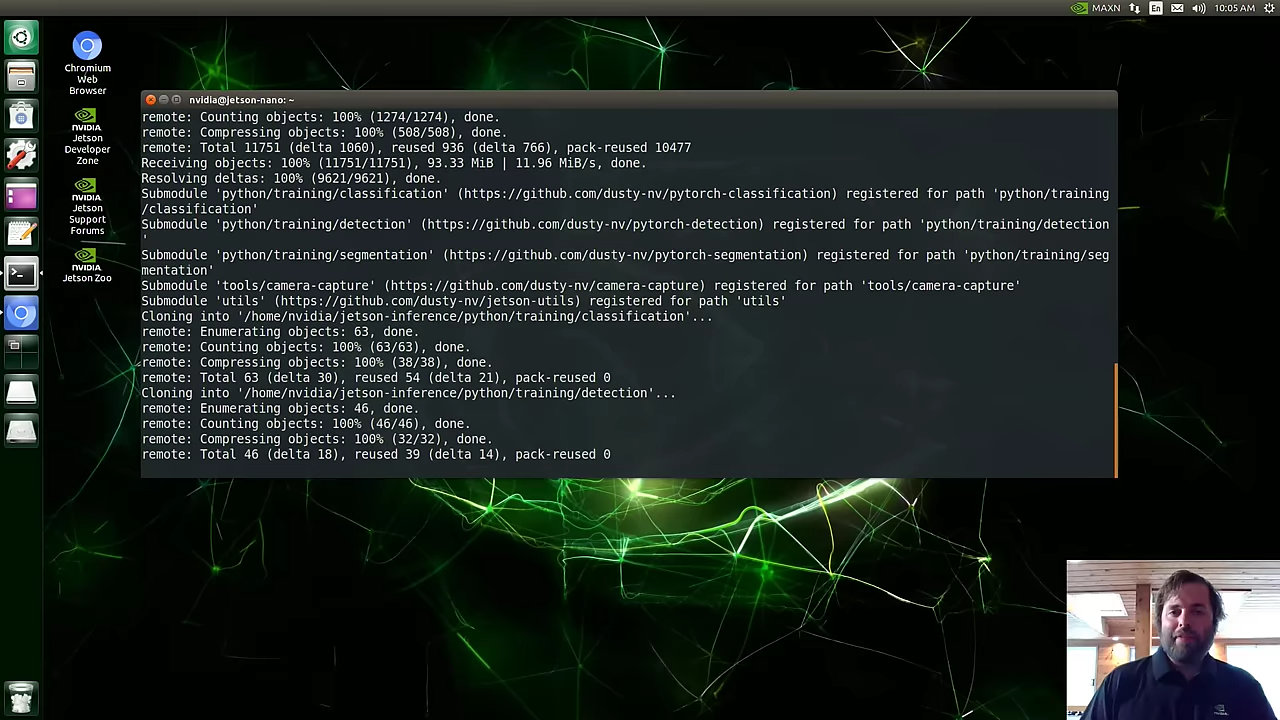 MAXN
En
10:05 AM
Chromium
Web
Browser
NVIDIA.
Jetson
Developer
Zone
NVIDIA.
Jetson
Support
Forums
NVIDIA.
Jetson Zoo
nvidia@jetson-nano: ~
remote: Counting objects: 100% (1274/1274), done.
remote: Compressing objects: 100% (508/508), done.
remote: Total 11751 (delta 1060), reused 936 (delta 766), pack-reused 10477
Receiving objects: 100% (11751/11751), 93.33 MiB | 11.96 MiB/s, done.
Resolving deltas: 100% (9621/9621), done.
Submodule 'python/training/classification' (https://github.com/dusty-nv/pytorch-classification) registered for path 'python/training
/classification'
Submodule 'python/training/detection' (https://github.com/dusty-nv/pytorch-detection) registered for path 'python/training/detection
'
Submodule 'python/training/segmentation' (https://github.com/dusty-nv/pytorch-segmentation) registered for path 'python/training/seg
mentation'
Submodule 'tools/camera-capture' (https://github.com/dusty-nv/camera-capture) registered for path 'tools/camera-capture'
Submodule 'utils' (https://github.com/dusty-nv/jetson-utils) registered for path 'utils'
Cloning into '/home/nvidia/jetson-inference/python/training/classification'...
remote: Enumerating objects: 63, done.
remote: Counting objects: 100% (63/63), done.
remote: Compressing objects: 100% (38/38), done.
remote: Total 63 (delta 30), reused 54 (delta 21), pack-reused 0
Cloning into '/home/nvidia/jetson-inference/python/training/detection'...
remote: Enumerating objects: 46, done.
remote: Counting objects: 100% (46/46), done.
remote: Compressing objects: 100% (32/32), done.
remote: Total 46 (delta 18), reused 39 (delta 14), pack-reused 0